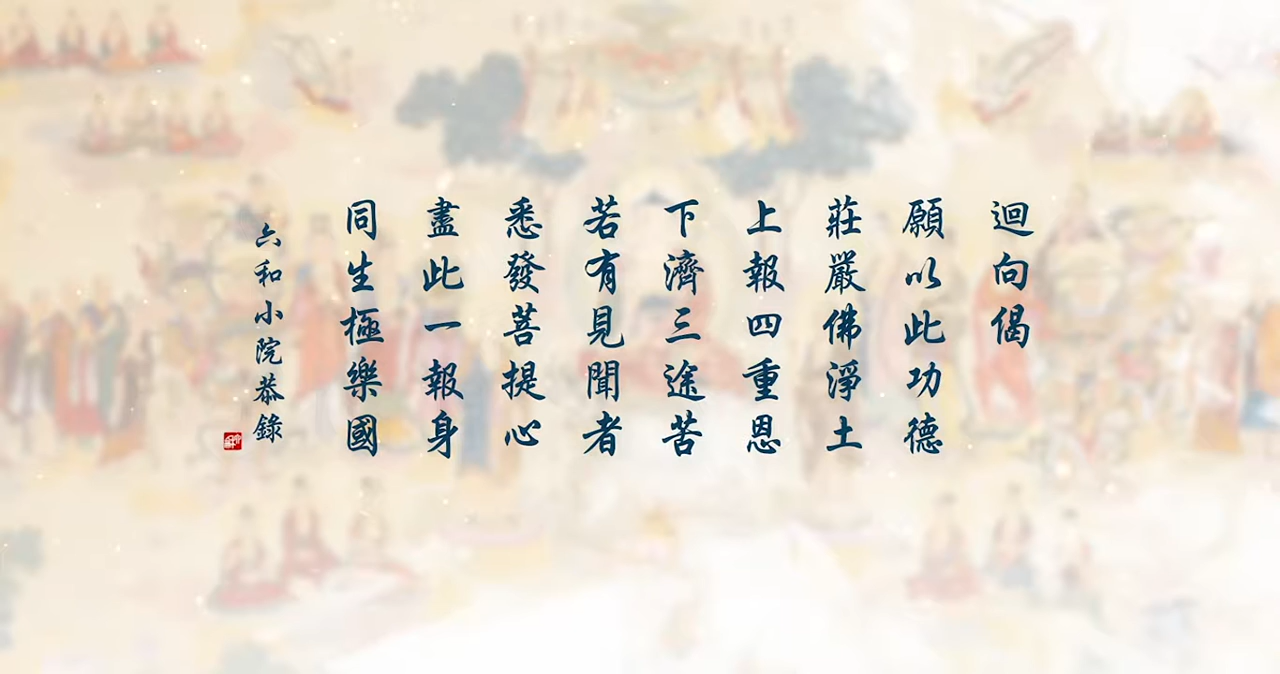 迴向偈
願以此功德
莊嚴佛淨土
上報四重恩
下濟三途苦
若有見聞者
悉發菩提心
盡此一報身
同生極樂國
六和小院恭錄